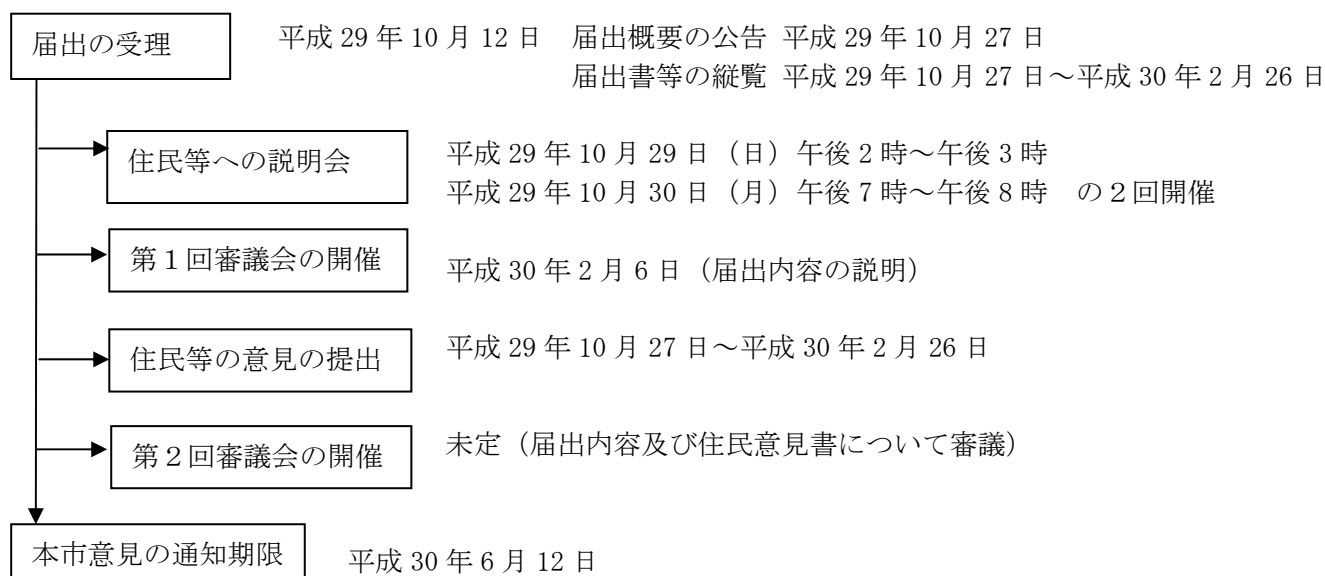 届出の受理 平成 29 年 10 月 12 日 届出概要の公告 平成 29 年 10 月 27 日
届出書等の縦覧 平成 29 年 10 月 27 日～平成 30 年 2 月 26 日
住民等への説明会 平成 29 年 10 月 29 日（日）午後 2 時～午後 3 時
平成 29 年 10 月 30 日（月）午後 7 時～午後 8 時 の２回開催
第１回審議会の開催 平成 30 年 2 月 6 日（届出内容の説明）
住民等の意見の提出 平成 29 年 10 月 27 日～平成 30 年 2 月 26 日
第２回審議会の開催 未定（届出内容及び住民意見書について審議）
本市意見の通知期限 平成 30 年 6 月 12 日